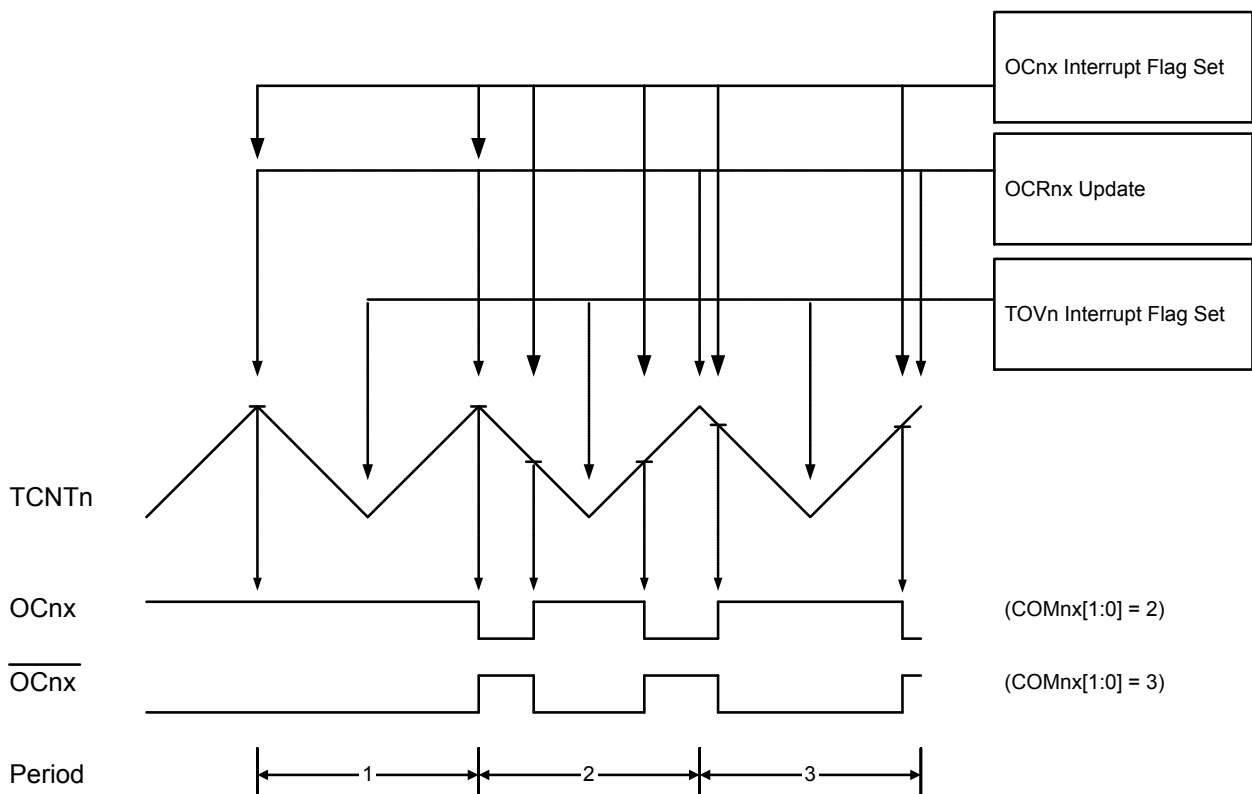 OCnx Interrupt Flag Set
OCRnx Update
TOVn Interrupt Flag Set
TCNTn
OCnx
(COMnx[1:0] = 2)
OCnx
(COMnx[1:0] = 3)
Period
1
2
3